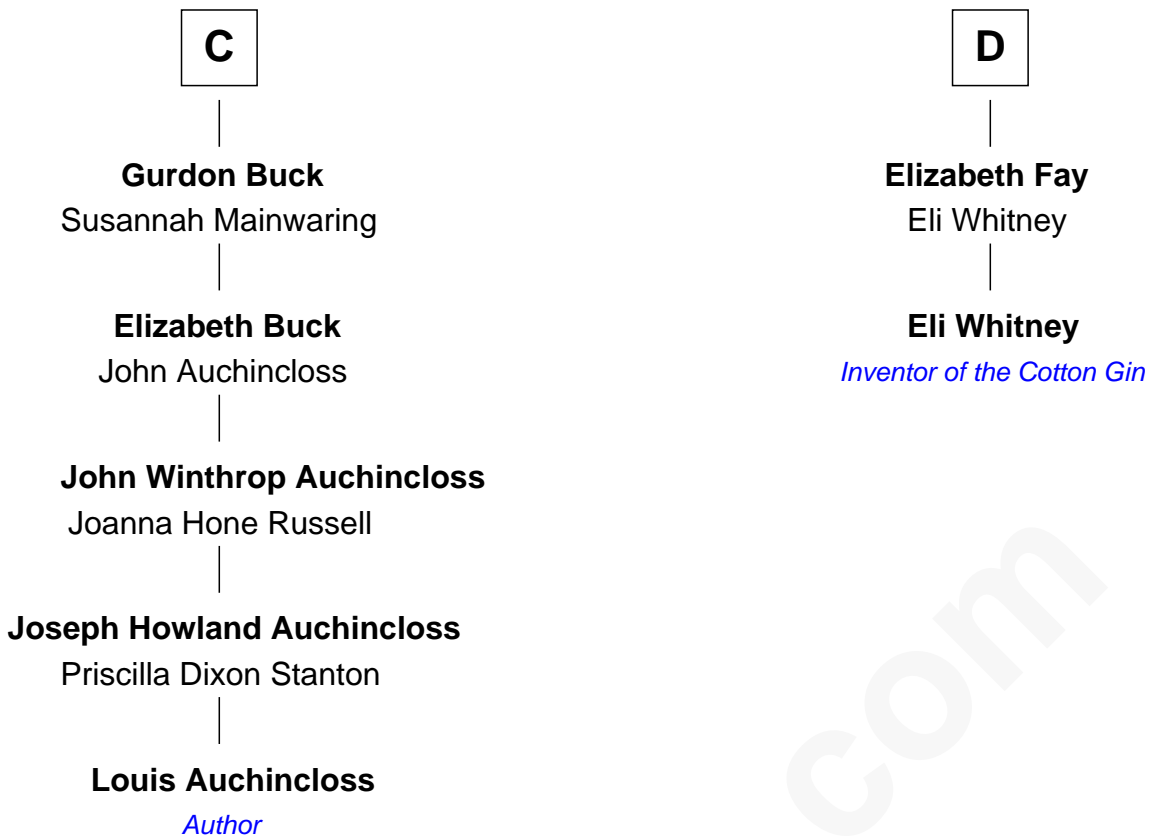 C
Gurdon Buck
Susannah Mainwaring
Elizabeth Buck
John Auchincloss
John Winthrop Auchincloss
Joanna Hone Russell
Joseph Howland Auchincloss
Priscilla Dixon Stanton
Louis Auchincloss
Author
D
Elizabeth Fay
Eli Whitney
Eli Whitney
Inventor of the Cotton Gin
com